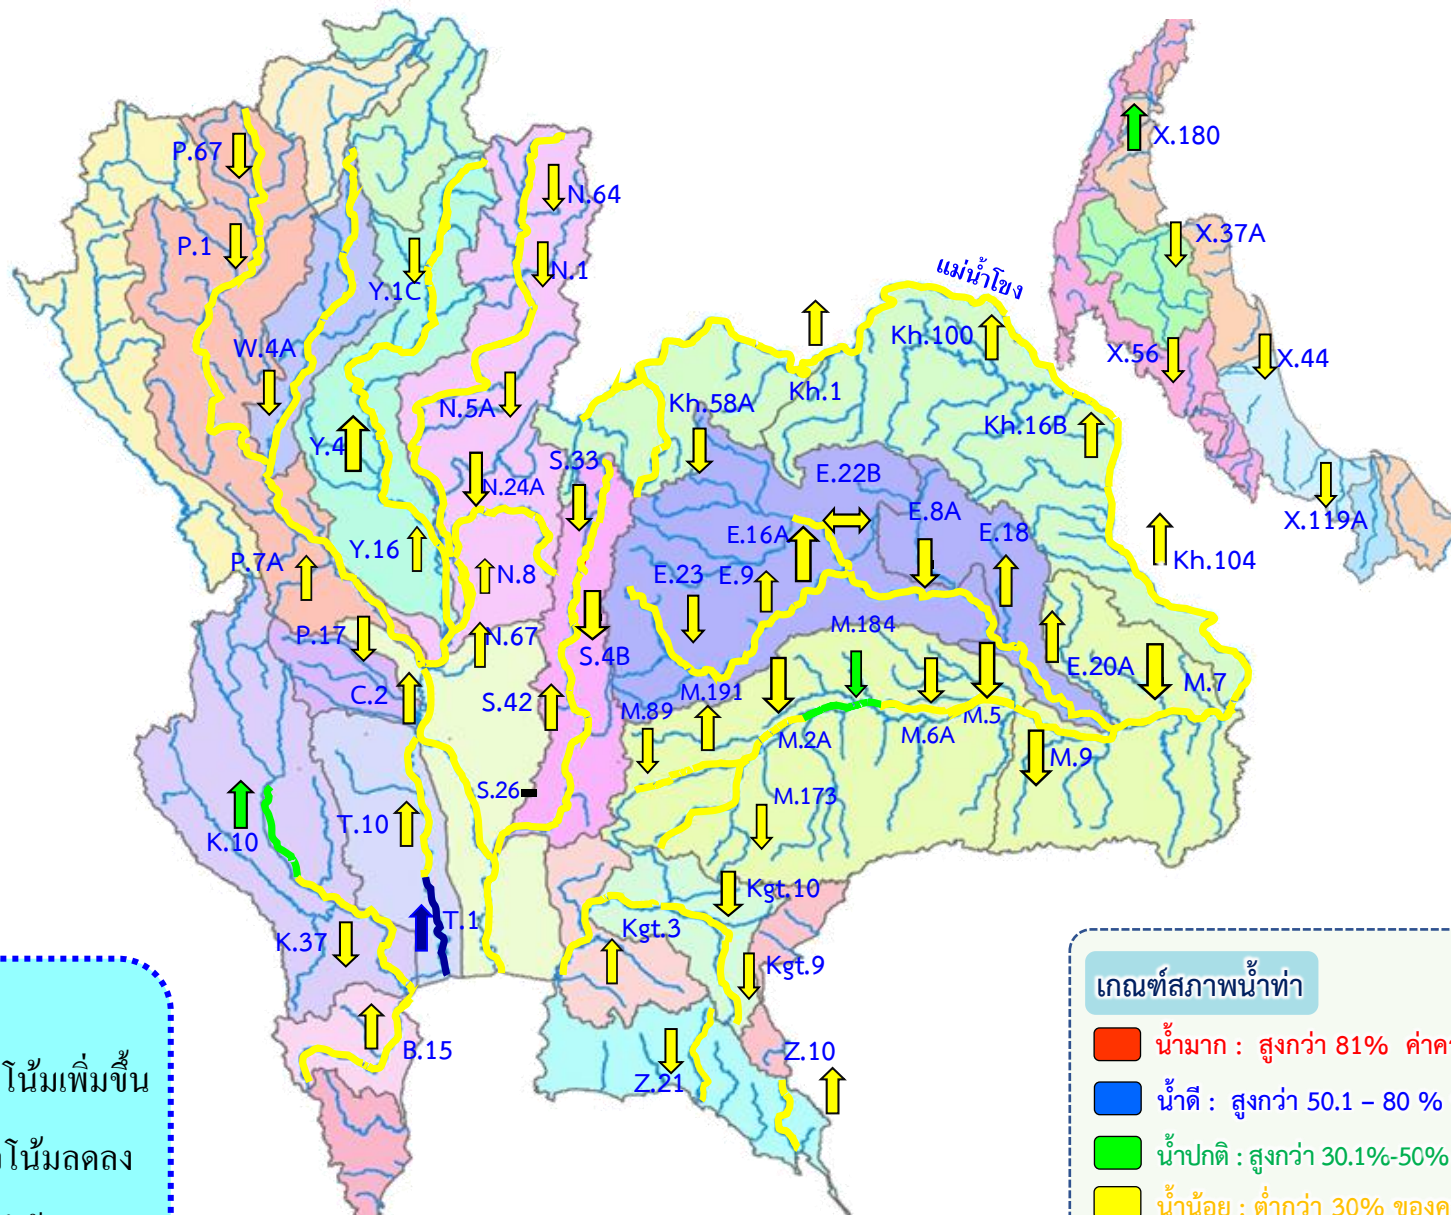 P.67
X.180
N.64
P.1
X.37A
N.1
แม่น้ำโขง
Y.1C
Kh.100
W.4A
X.56
X.44
Kh.1
Kh.58A
N.5A
Kh.16B
Y.4
S.33
E.22B
N.24A
E.8A
X.119A
E.16A
E.18
Y.16
P.7A
Kh.104
N.8
E.23
E.9
M.184
P.17
N.67
S.4B
E.20A
M.7
C.2
S.42
M.191
M.89
M.5
M.2A
M.6A
M.9
S.26
M.173
T.10
K.10
Kgt.10
T.1
Kgt.3
K.37
Kgt.9
B.15
Z.10
Z.21
โน้มเพิ่มขึ้น
โน้มลดลง
เกณฑ์สภาพน้ำท่า
น้ำมาก : สูงกว่า 81%
น้ำดี : สูงกว่า 50.1 – 80 %
น้ำปกติ : สูงกว่า 30.1%-50%
น้ำน้อย : ต่ำกว่า 30%